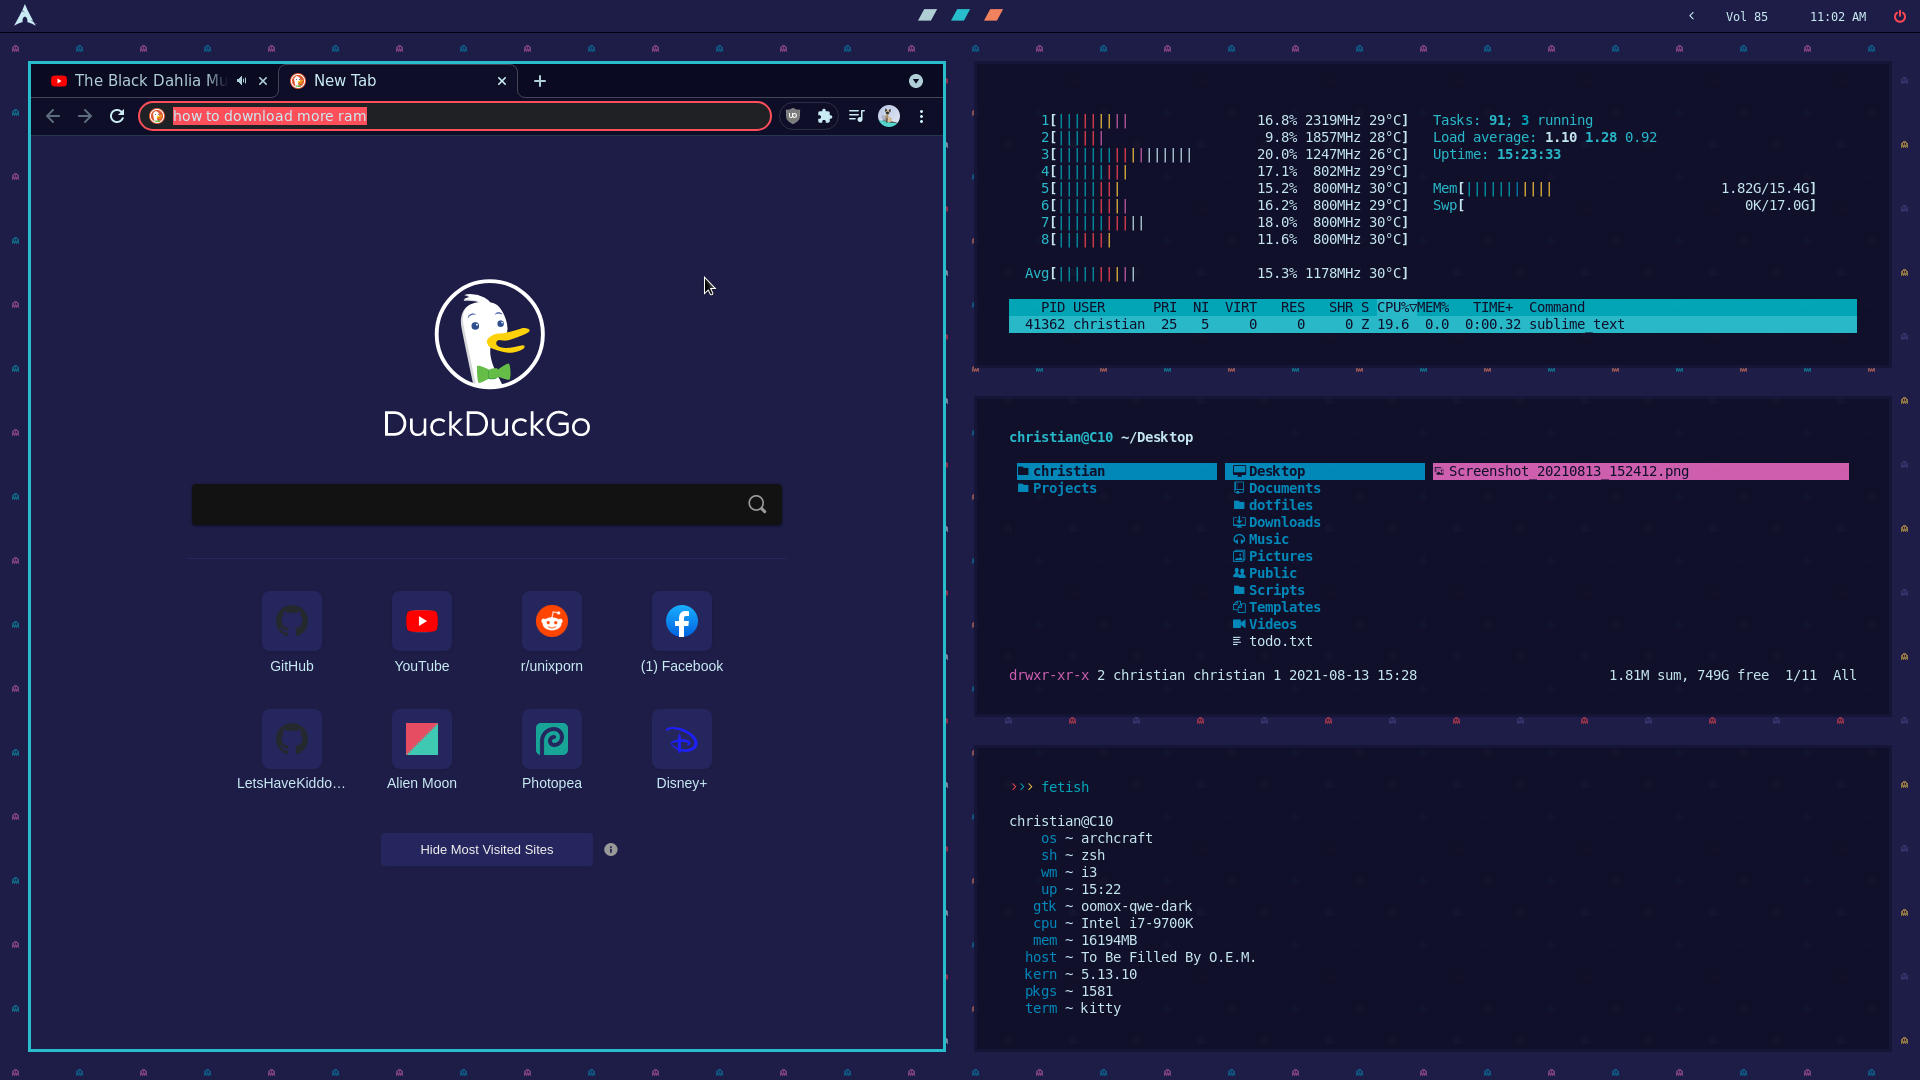 Vol 85
11:02 AM
The Black Dahlia Mu
New Tab
how to download more ram
DuckDuckGo
GitHub
YouTube
r/unixporn
(1) Facebook
LetsHaveKiddo...
Alien Moon
Photopea
Disney+
Hide Most Visited Sites
1[|||||||||| 16.8% 2319MHz 29°C] Tasks: 91; 3 running
2[|||||| 9.8% 1857MHz 28°C] Load average: 1.10 1.28 0.92
3[||||||||||||||||| 20.0% 1247MHz 26°C] Uptime: 15:23:33
4[||||||||| 17.1% 802MHz 29°C]
5[|||||||| 15.2% 800MHz 30°C] Mem[||||||||||| 1.82G/15.4G]
6[||||||||| 16.2% 800MHz 29°C] Swp[ 0K/17.0G]
7[||||||||||| 18.0% 800MHz 30°C]
8[||||||| 11.6% 800MHz 30°C]
Avg[|||||||||| 15.3% 1178MHz 30°C]
PID USER PRI NI VIRT RES SHR S CPU%▽MEM% TIME+ Command
41362 christian 25 5 0 0 0 Z 19.6 0.0 0:00.32 sublime_text
christian@C10 ~/Desktop
christian Desktop Screenshot_20210813_152412.png
Projects Documents
dotfiles
Downloads
Music
Pictures
Public
Scripts
Templates
Videos
todo.txt
drwxr-xr-x 2 christian christian 1 2021-08-13 15:28 1.81M sum, 749G free 1/11 All
››› fetish
christian@C10
os ~ archcraft
sh ~ zsh
wm ~ i3
up ~ 15:22
gtk ~ oomox-qwe-dark
cpu ~ Intel i7-9700K
mem ~ 16194MB
host ~ To Be Filled By O.E.M.
kern ~ 5.13.10
pkgs ~ 1581
term ~ kitty